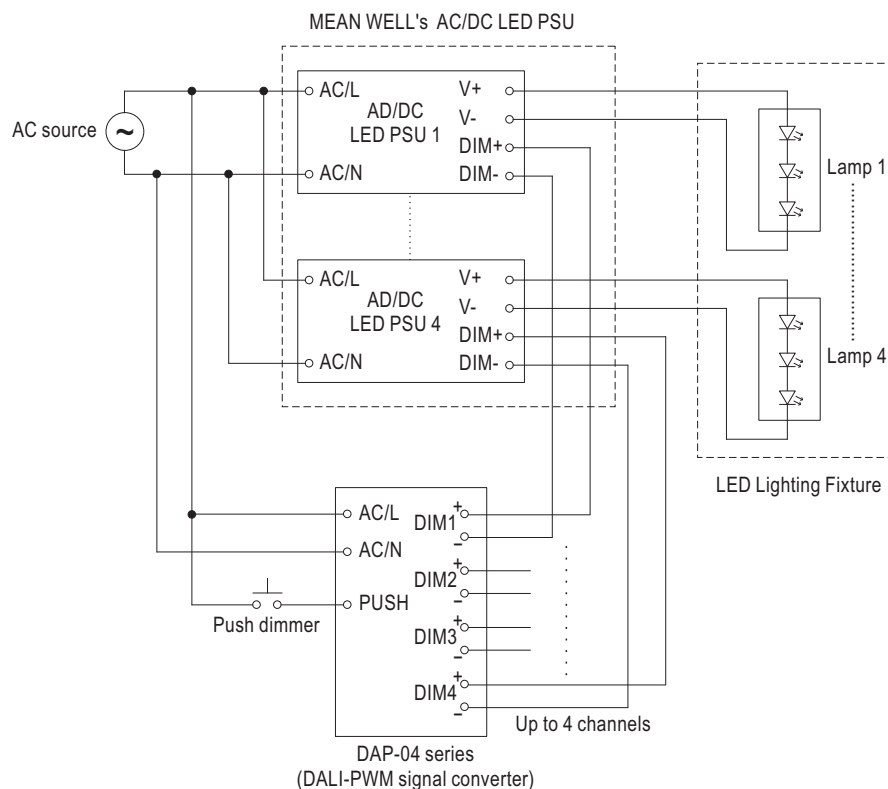 MEAN WELL's AC/DC LED PSU
AC source
~
AC/L
AD/DC
LED PSU 1
AC/N
V+
V-
DIM+
DIM-
AC/L
AD/DC
LED PSU 4
AC/N
V+
V-
DIM+
DIM-
Lamp 1
Lamp 4
LED Lighting Fixture
AC/L
AC/N
PUSH
Push dimmer
+
DIM1
−
+
DIM2
−
+
DIM3
−
+
DIM4
−
Up to 4 channels
DAP-04 series
(DALI-PWM signal converter)